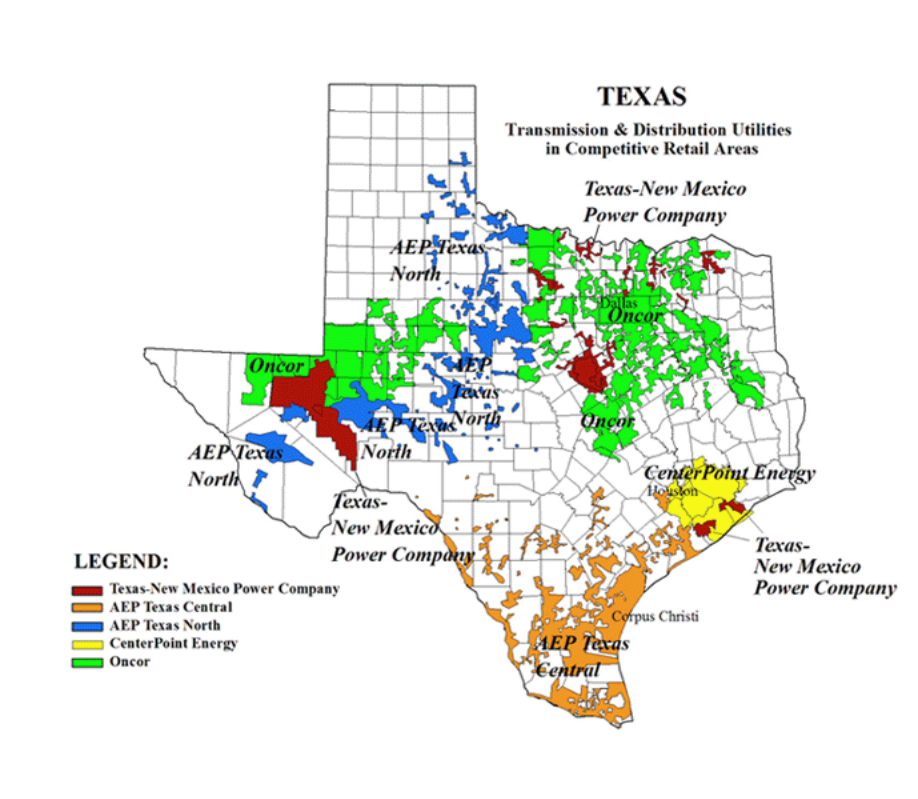 TEXAS
Transmission & Distribution Utilities
in Competitive Retail Areas
Texas-New Mexico
Power Company
AEP Texas
North
Dallas
Oncor
Oncor
AEP
Texas
North
Oncor
AEP Texas
North
AEP Texas
North
CenterPoint Energy
Houston
Texas-
New Mexico
Power Company
Texas-
New Mexico
Power Company
Corpus Christi
AEP Texas
Central
LEGEND:
Texas-New Mexico Power Company
AEP Texas Central
AEP Texas North
CenterPoint Energy
Oncor